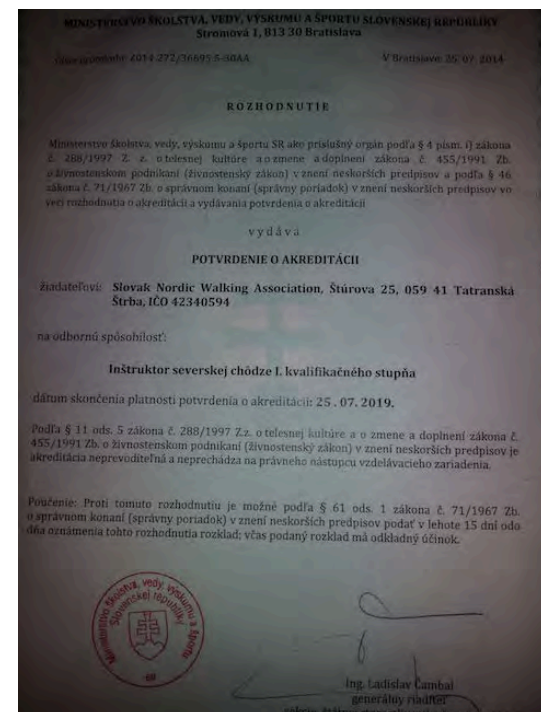 MINISTERSTVO ŠKOLSTVA, VEDY, VÝSKUMU A ŠPORTU SLOVENSKEJ REPUBLIKY
Stromová 1, 813 30 Bratislava
V Bratislave 25. 07. 2014
ROZHODNUTIE
Ministerstvo školstva, vedy, výskumu a športu SR ako príslušný orgán podľa § 4 písm. i) zákona
č. 288/1997 Z. z. o telesnej kultúre a o zmene a doplnení zákona č. 455/1991 Zb.
o živnostenskom podnikaní (živnostenský zákon) v znení neskorších predpisov a podľa § 46
zákona č. 71/1967 Zb. o správnom konaní (správny poriadok) v znení neskorších predpisov vo
veci rozhodnutia o akreditácii a vydávania potvrdenia o akreditácii
vydáva
POTVRDENIE O AKREDITÁCII
žiadateľovi: Slovak Nordic Walking Association, Štúrova 25, 059 41 Tatranská
Štrba, IČO 42340594
na odbornú spôsobilosť:
Inštruktor severskej chôdze I. kvalifikačného stupňa
dátum skončenia platnosti potvrdenia o akreditácii: 25. 07. 2019.
Podľa § 11 ods. 5 zákona č. 288/1997 Z.z. o telesnej kultúre a o zmene a doplnení zákona č.
455/1991 Zb. o živnostenskom podnikaní (živnostenský zákon) v znení neskorších predpisov je
akreditácia neprevoditeľná a neprechádza na právneho nástupcu vzdelávacieho zariadenia.
Poučenie: Proti tomuto rozhodnutiu je možné podľa § 61 ods. 1 zákona č. 71/1967 Zb.
o správnom konaní (správny poriadok) v znení neskorších predpisov podať v lehote 15 dní odo
dňa oznámenia tohto rozhodnutia rozklad; včas podaný rozklad má odkladný účinok.
Ministerstvo školstva, vedy, výskumu a športu
Slovenskej republiky
Ing. Ladislav Čambal
generálny riaditeľ